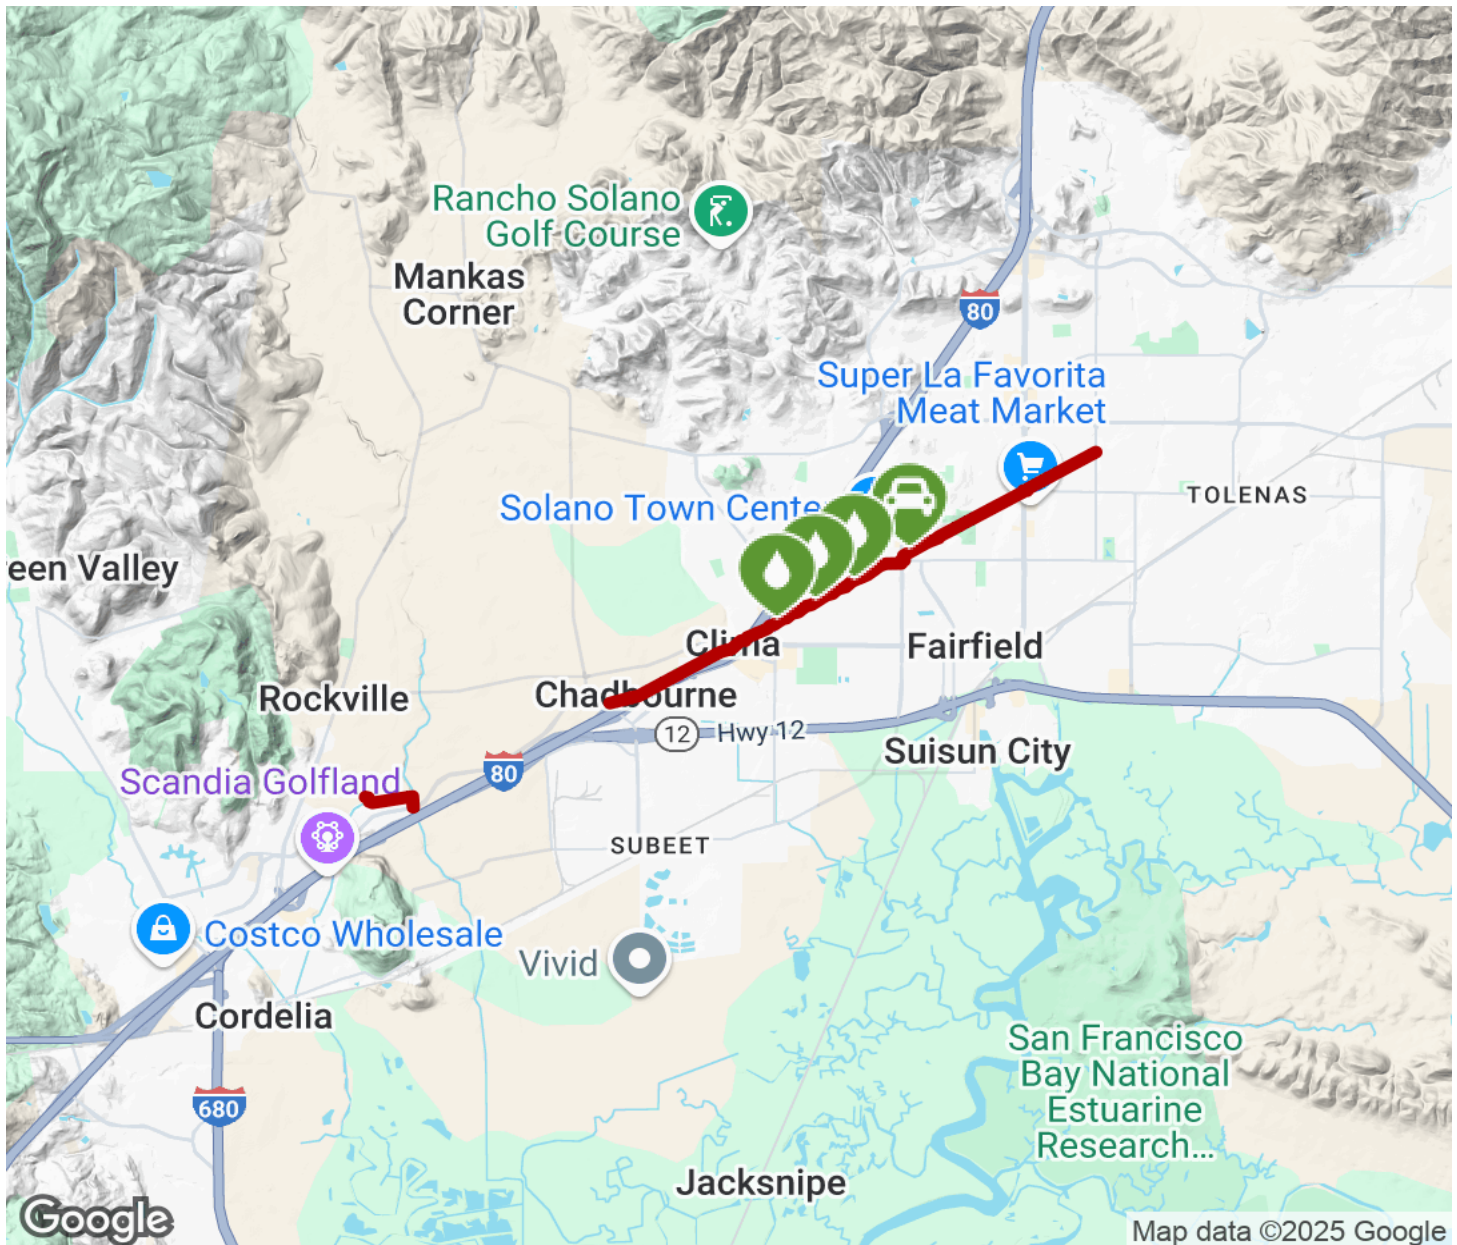 Rancho Solano
Golf Course
Mankas
Corner
80
Super La Favorita
Meat Market
Solano Town Cente
TOLENAS
een Valley
Clima
Fairfield
Rockville
Chadbourne
12
Hwy 12
Suisun City
Scandia Golfland
80
SUBEET
Costco Wholesale
Vivid
Cordelia
San Francisco
Bay National
Estuarine
Research...
680
Jacksnipe
Google
Map data ©2025 Google